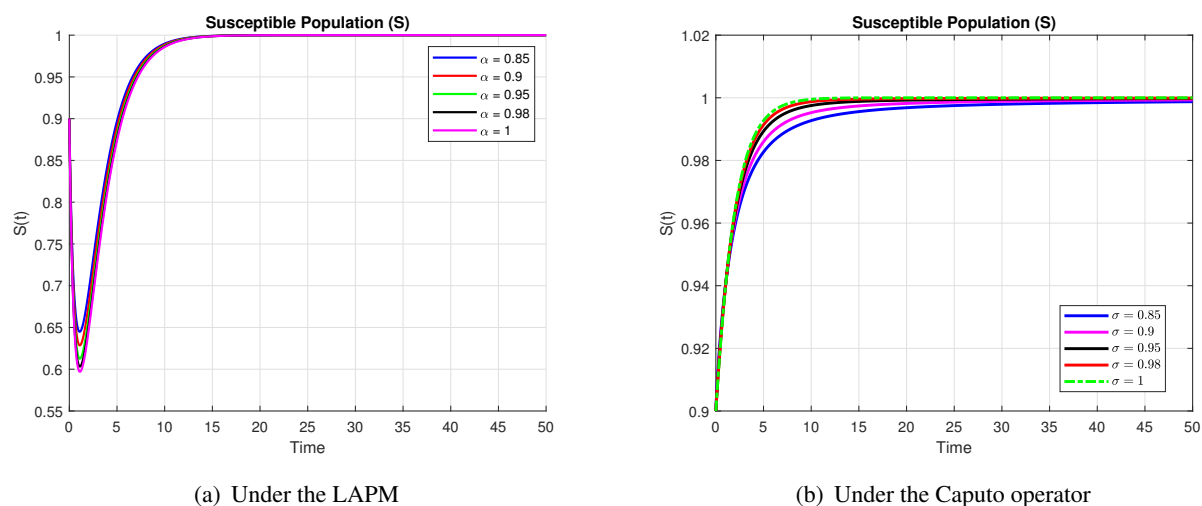 Susceptible Population (S)
1
0.95
0.9
0.85
0.8
0.75
0.7
0.65
0.6
0.55
S(t)
α = 0.85
α = 0.9
α = 0.95
α = 0.98
α = 1
0 5 10 15 20 25 30 35 40 45 50
Time
(a) Under the LAPM
Susceptible Population (S)
1.02
1
0.98
0.96
0.94
0.92
0.9
S(t)
σ = 0.85
σ = 0.9
σ = 0.95
σ = 0.98
σ = 1
0 5 10 15 20 25 30 35 40 45 50
Time
(b) Under the Caputo operator